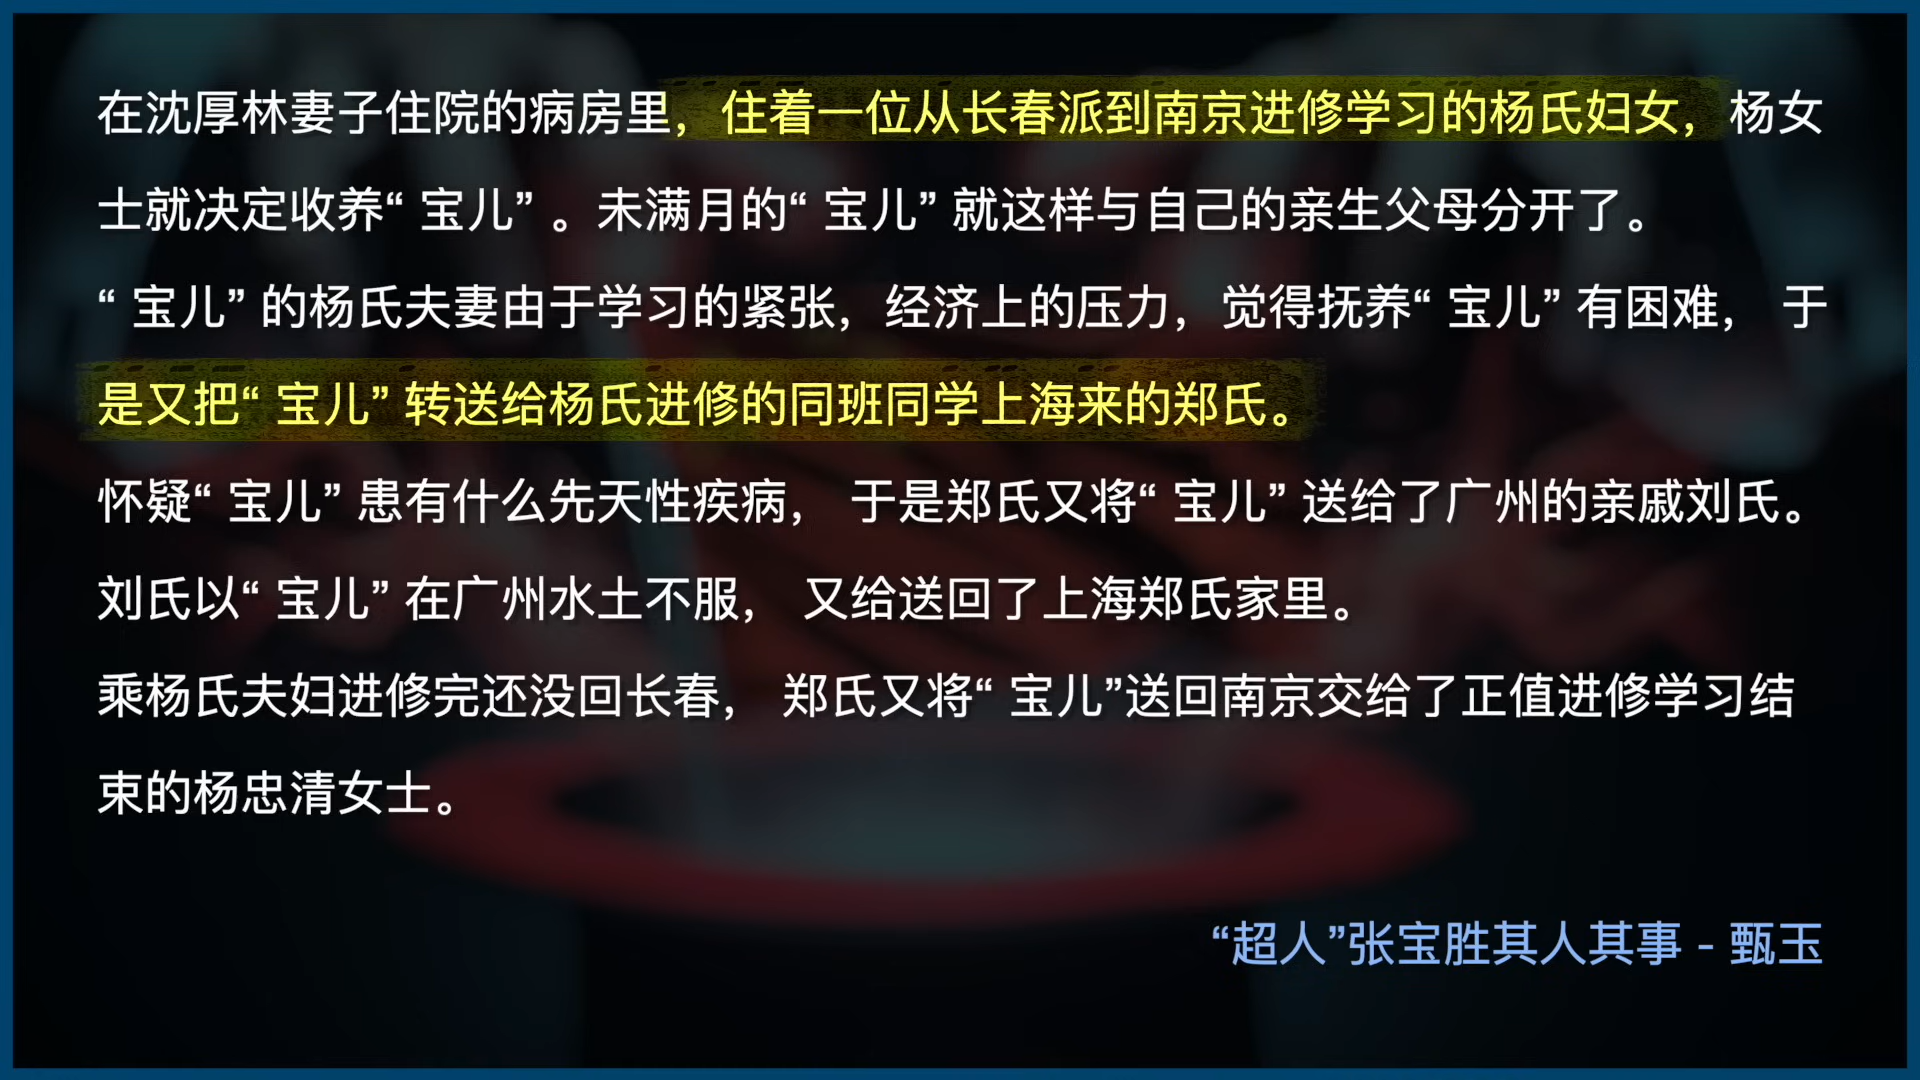 在沈厚林妻子住院的病房里，住着一位从长春派到南京进修学习的杨氏妇女，杨女
士就决定收养“宝儿”。未满月的“宝儿”就这样与自己的亲生父母分开了。
“宝儿”的杨氏夫妻由于学习的紧张，经济上的压力，觉得抚养“宝儿”有困难， 于
是又把“宝儿”转送给杨氏进修的同班同学上海来的郑氏。
怀疑“宝儿”患有什么先天性疾病， 于是郑氏又将“宝儿”送给了广州的亲戚刘氏。
刘氏以“宝儿”在广州水土不服， 又给送回了上海郑氏家里。
乘杨氏夫妇进修完还没回长春， 郑氏又将“宝儿”送回南京交给了正值进修学习结
束的杨忠清女士。
“超人”张宝胜其人其事 - 甄玉